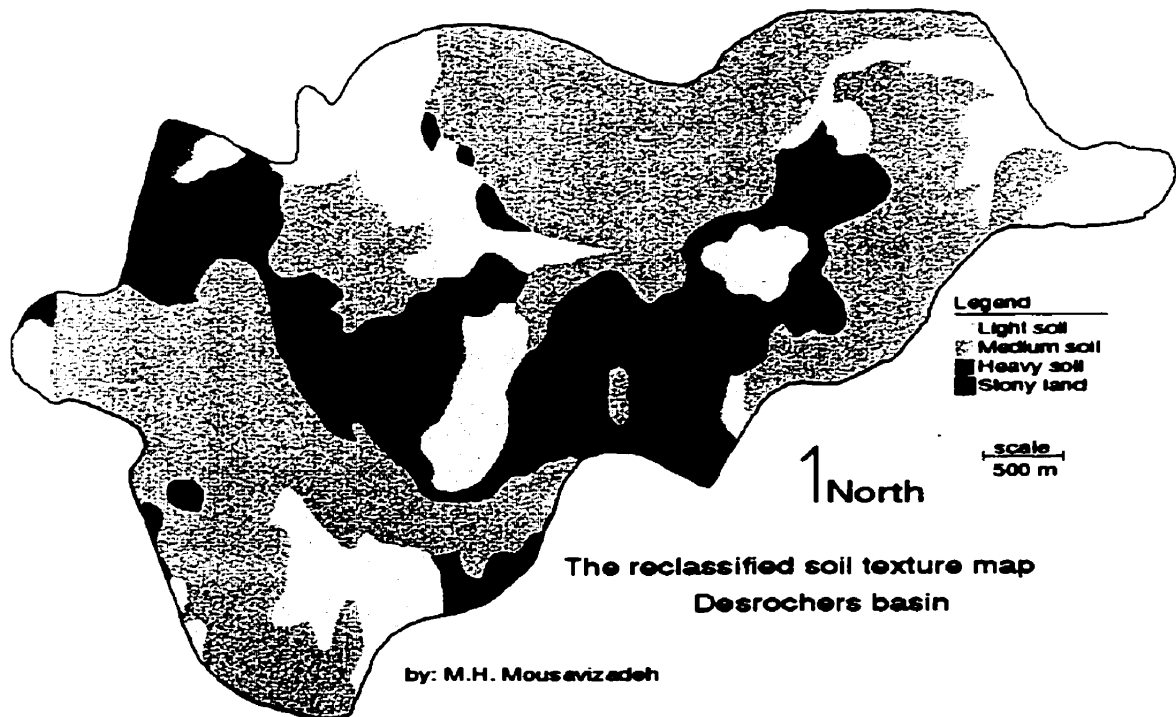 Legend
Light soil
Medium soil
Heavy soil
Stony land
scale
500 m
North
The reclassified soil texture map
Desrochers basin
by: M.H. Mousavizadeh